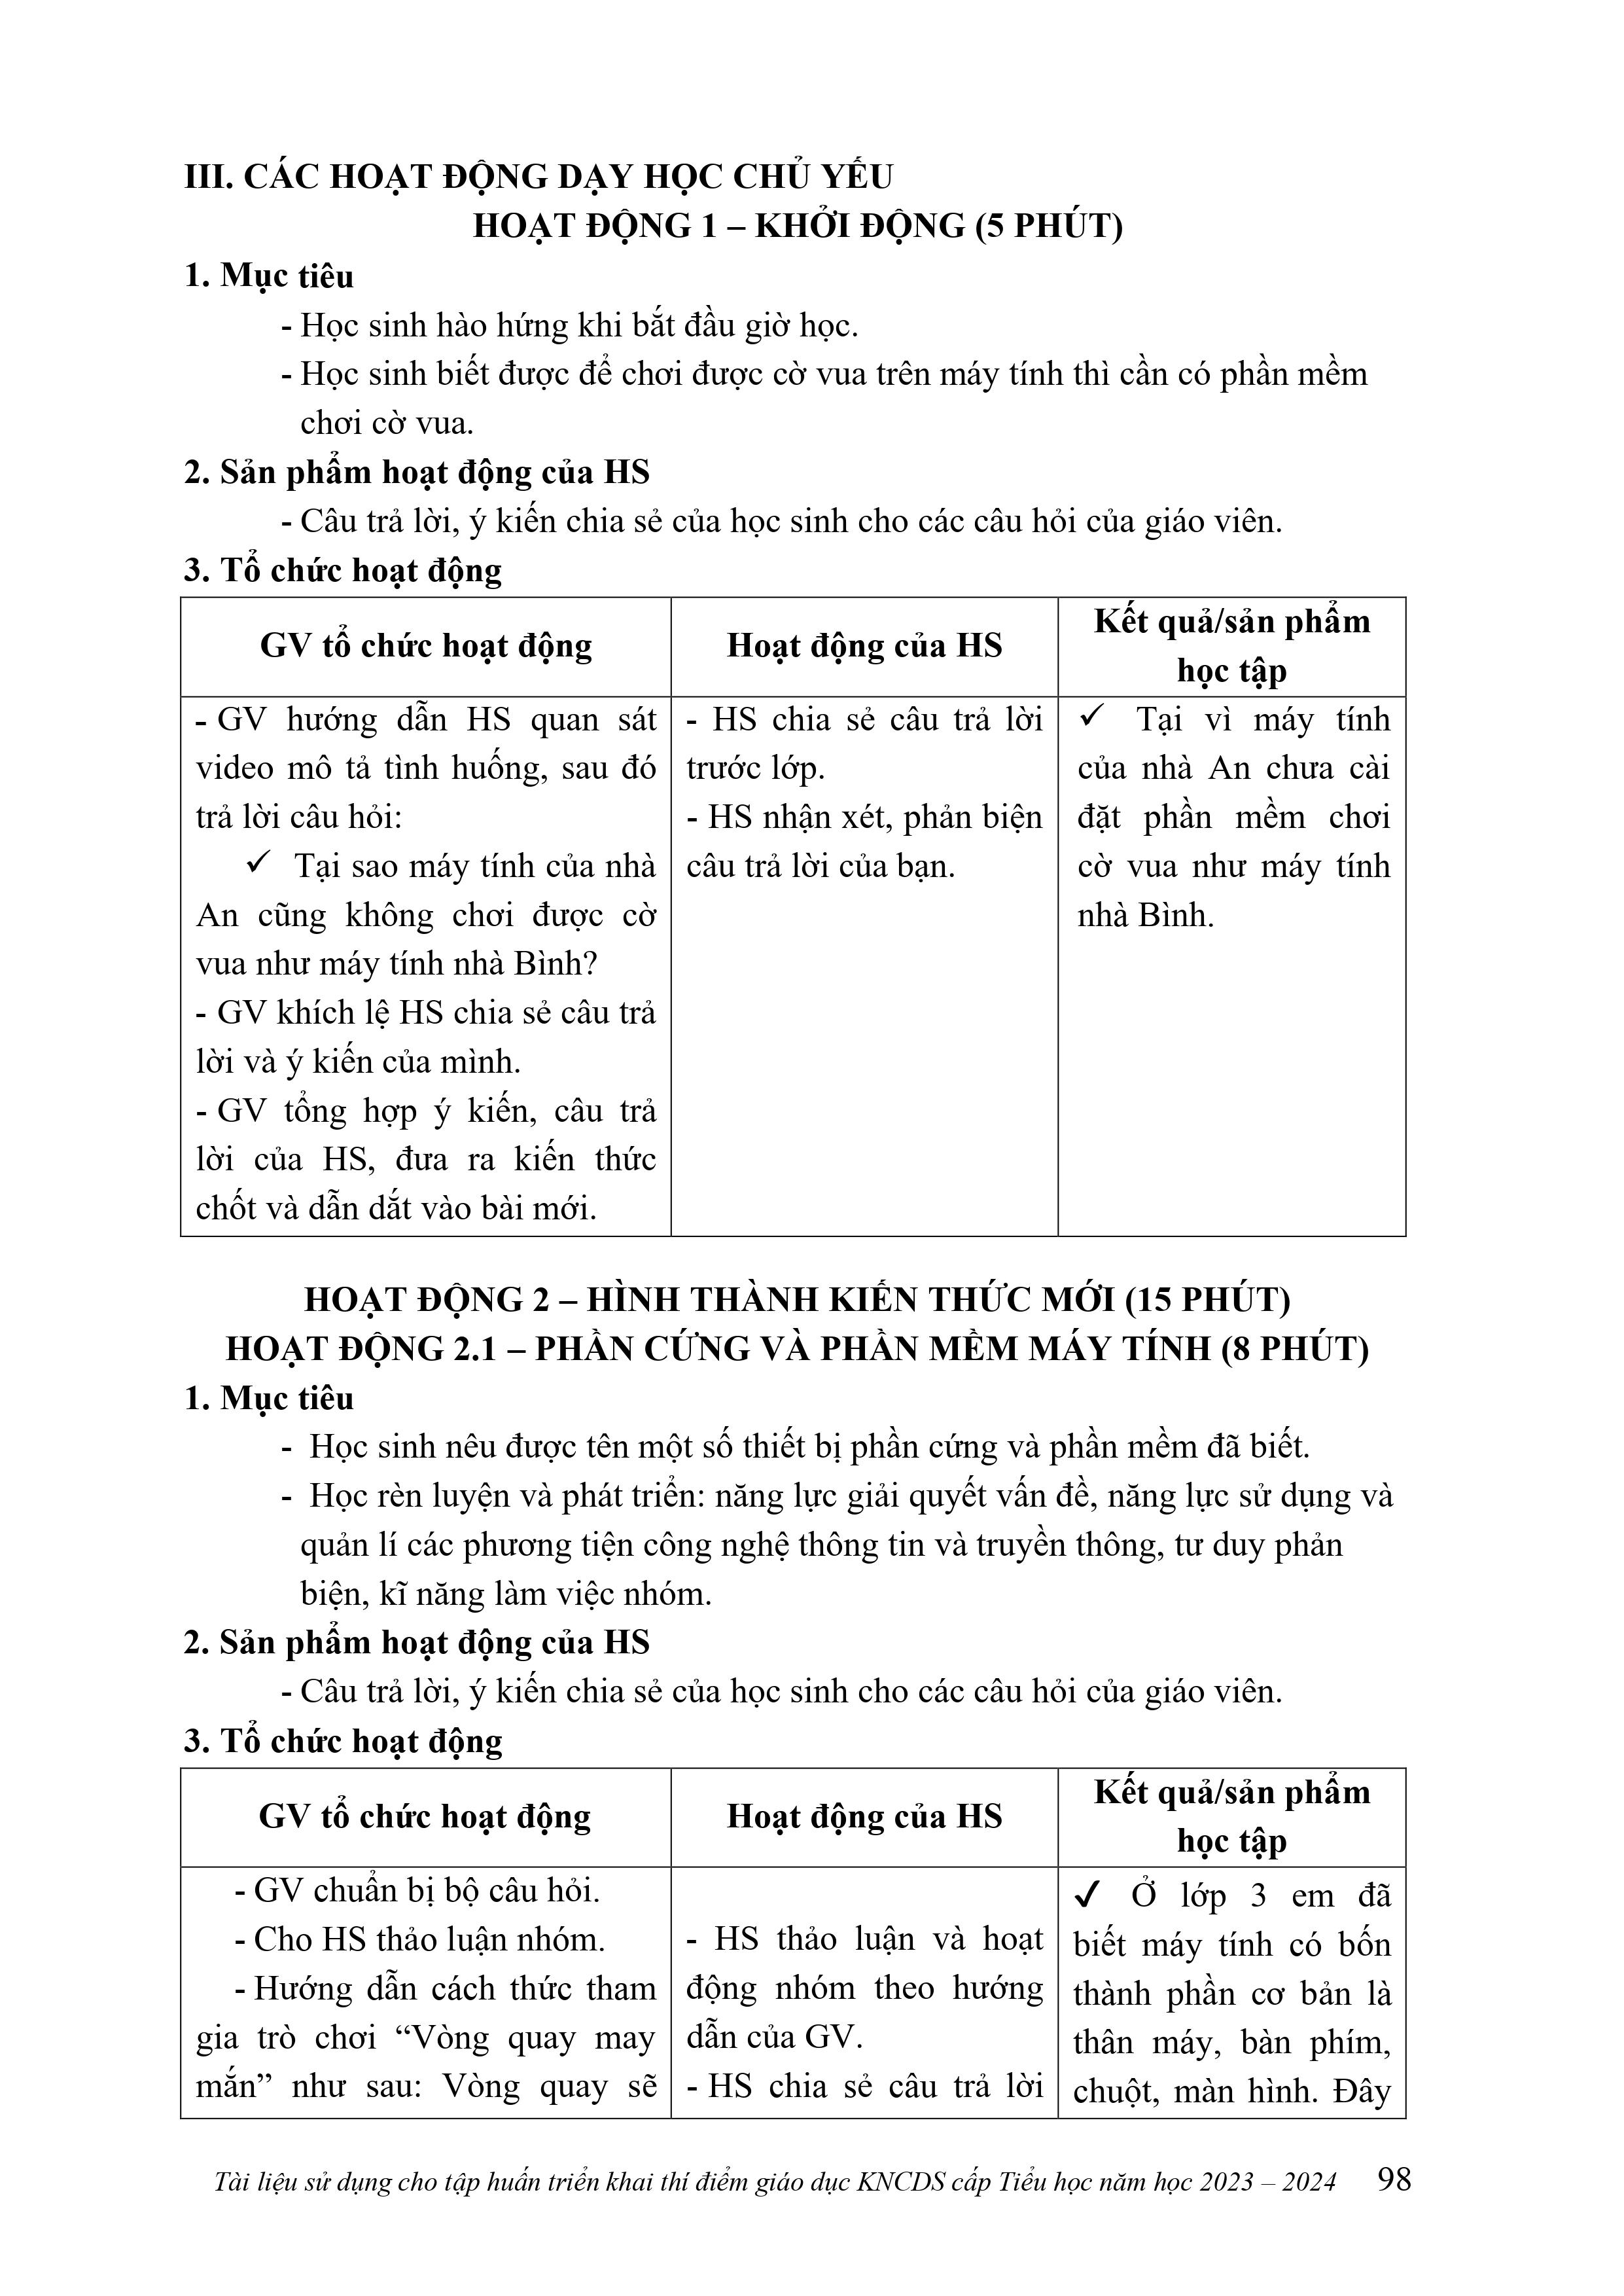 III. CÁC HOẠT ĐỘNG DẠY HỌC CHỦ YẾU
HOẠT ĐỘNG 1 – KHỞI ĐỘNG (5 PHÚT)
1. Mục tiêu
- Học sinh hào hứng khi bắt đầu giờ học.
- Học sinh biết được để chơi được cờ vua trên máy tính thì cần có phần mềm
chơi cờ vua.
2. Sản phẩm hoạt động của HS
- Câu trả lời, ý kiến chia sẻ của học sinh cho các câu hỏi của giáo viên.
3. Tổ chức hoạt động
GV tổ chức hoạt động
Hoạt động của HS
Kết quả/sản phẩm
học tập
- GV hướng dẫn HS quan sát
video mô tả tình huống, sau đó
trả lời câu hỏi:
✓ Tại sao máy tính của nhà
An cũng không chơi được cờ
vua như máy tính nhà Bình?
- GV khích lệ HS chia sẻ câu trả
lời và ý kiến của mình.
- GV tổng hợp ý kiến, câu trả
lời của HS, đưa ra kiến thức
chốt và dẫn dắt vào bài mới.
- HS chia sẻ câu trả lời
trước lớp.
- HS nhận xét, phản biện
câu trả lời của bạn.
✓ Tại vì máy tính
của nhà An chưa cài
đặt phần mềm chơi
cờ vua như máy tính
nhà Bình.
HOẠT ĐỘNG 2 – HÌNH THÀNH KIẾN THỨC MỚI (15 PHÚT)
HOẠT ĐỘNG 2.1 – PHẦN CỨNG VÀ PHẦN MỀM MÁY TÍNH (8 PHÚT)
1. Mục tiêu
- Học sinh nêu được tên một số thiết bị phần cứng và phần mềm đã biết.
- Học rèn luyện và phát triển: năng lực giải quyết vấn đề, năng lực sử dụng và
quản lí các phương tiện công nghệ thông tin và truyền thông, tư duy phản
biện, kĩ năng làm việc nhóm.
2. Sản phẩm hoạt động của HS
- Câu trả lời, ý kiến chia sẻ của học sinh cho các câu hỏi của giáo viên.
3. Tổ chức hoạt động
GV tổ chức hoạt động
Hoạt động của HS
Kết quả/sản phẩm
học tập
- GV chuẩn bị bộ câu hỏi.
- Cho HS thảo luận nhóm.
- Hướng dẫn cách thức tham
gia trò chơi “Vòng quay may
mắn” như sau: Vòng quay sẽ
- HS thảo luận và hoạt
động nhóm theo hướng
dẫn của GV.
- HS chia sẻ câu trả lời
✓ Ở lớp 3 em đã
biết máy tính có bốn
thành phần cơ bản là
thân máy, bàn phím,
chuột, màn hình. Đây
Tài liệu sử dụng cho tập huấn triển khai thí điểm giáo dục KNCDS cấp Tiểu học năm học 2023 – 2024 98